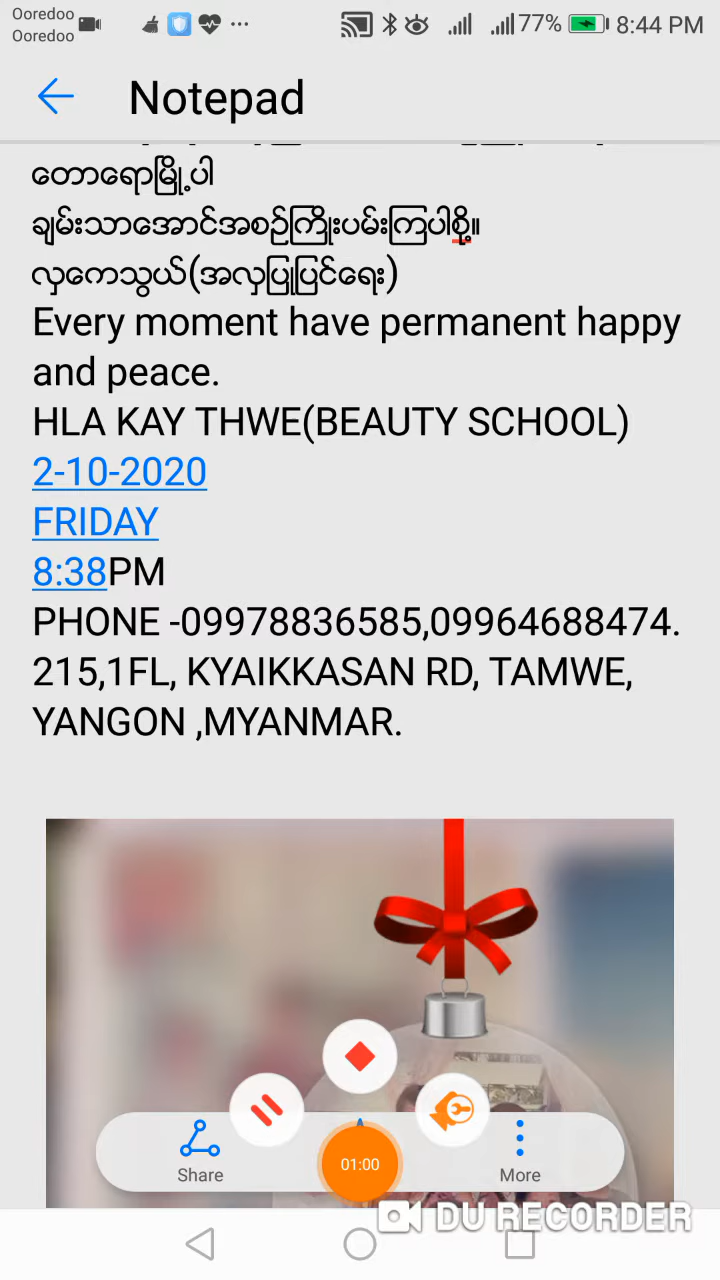 Ooredoo
Ooredoo
77%
8:44 PM
Notepad
တောရောမြို့ပါ
ချမ်းသာအောင်အစဉ်ကြိုးပမ်းကြပါစို့။
လှကေသွယ်(အလှပြုပြင်ရေး)
Every moment have permanent happy
and peace.
HLA KAY THWE(BEAUTY SCHOOL)
2-10-2020
FRIDAY
8:38PM
PHONE -09978836585,09964688474.
215,1FL, KYAIKKASAN RD, TAMWE,
YANGON ,MYANMAR.
Share
01:00
More
DU RECORDER